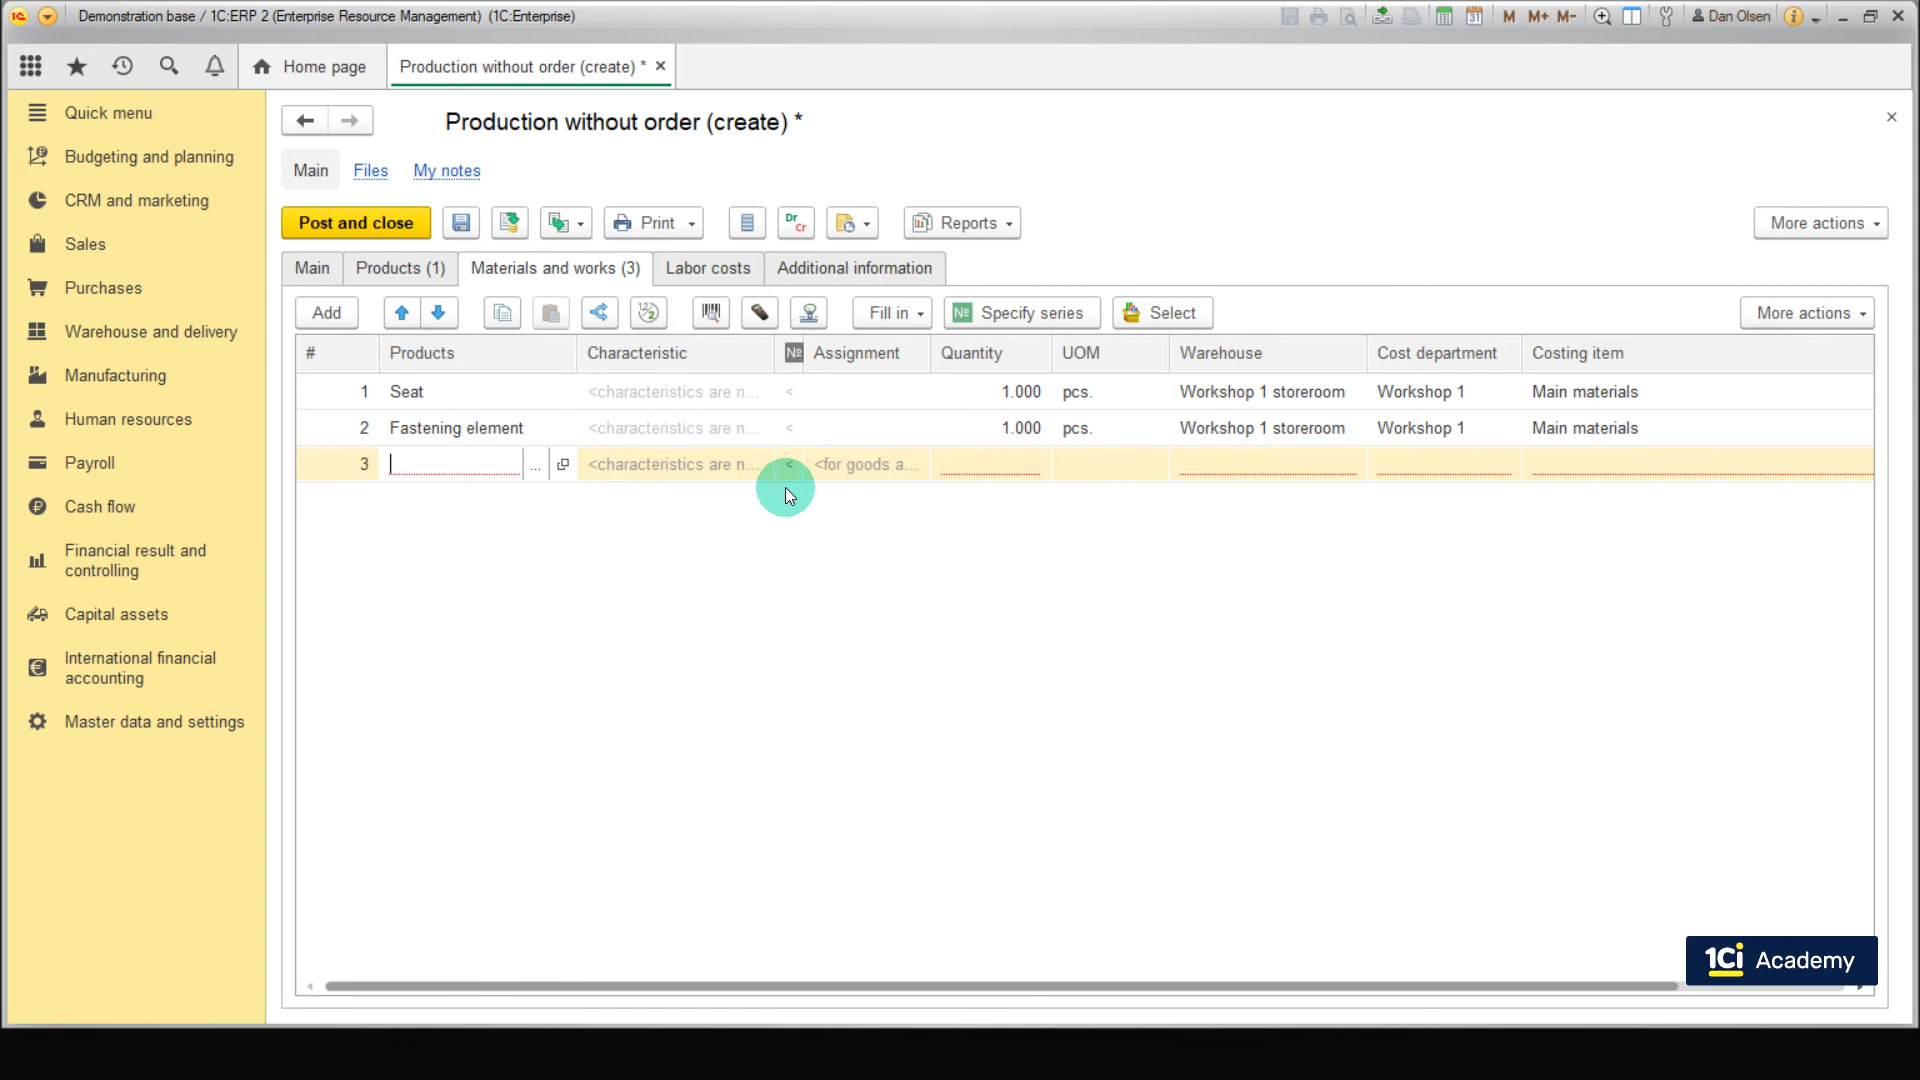 Demonstration base / 1C:ERP 2 (Enterprise Resource Management) (1C:Enterprise)
M M+ M- Dan Olsen
Home page
Production without order (create) *
Quick menu
Budgeting and planning
CRM and marketing
Sales
Purchases
Warehouse and delivery
Manufacturing
Human resources
Payroll
Cash flow
Financial result and
controlling
Capital assets
International financial
accounting
Master data and settings
Production without order (create) *
Main Files My notes
Post and close Print Dr Cr Reports More actions
Main Products (1) Materials and works (3) Labor costs Additional information
Add Fill in № Specify series Select More actions
# Products Characteristic № Assignment Quantity UOM Warehouse Cost department Costing item
1 Seat <characteristics are n... < 1.000 pcs. Workshop 1 storeroom Workshop 1 Main materials
2 Fastening element <characteristics are n... < 1.000 pcs. Workshop 1 storeroom Workshop 1 Main materials
3 ... <characteristics are n... < <for goods a...
1Ci Academy